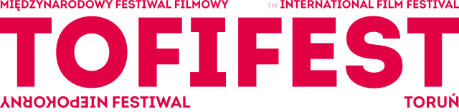 MIĘDZYNARODOWY FESTIWAL FILMOWY TH INTERNATIONAL FILM FESTIVAL
TOFIFEST
NIEPOKORNY FESTIWAL TORUŃ